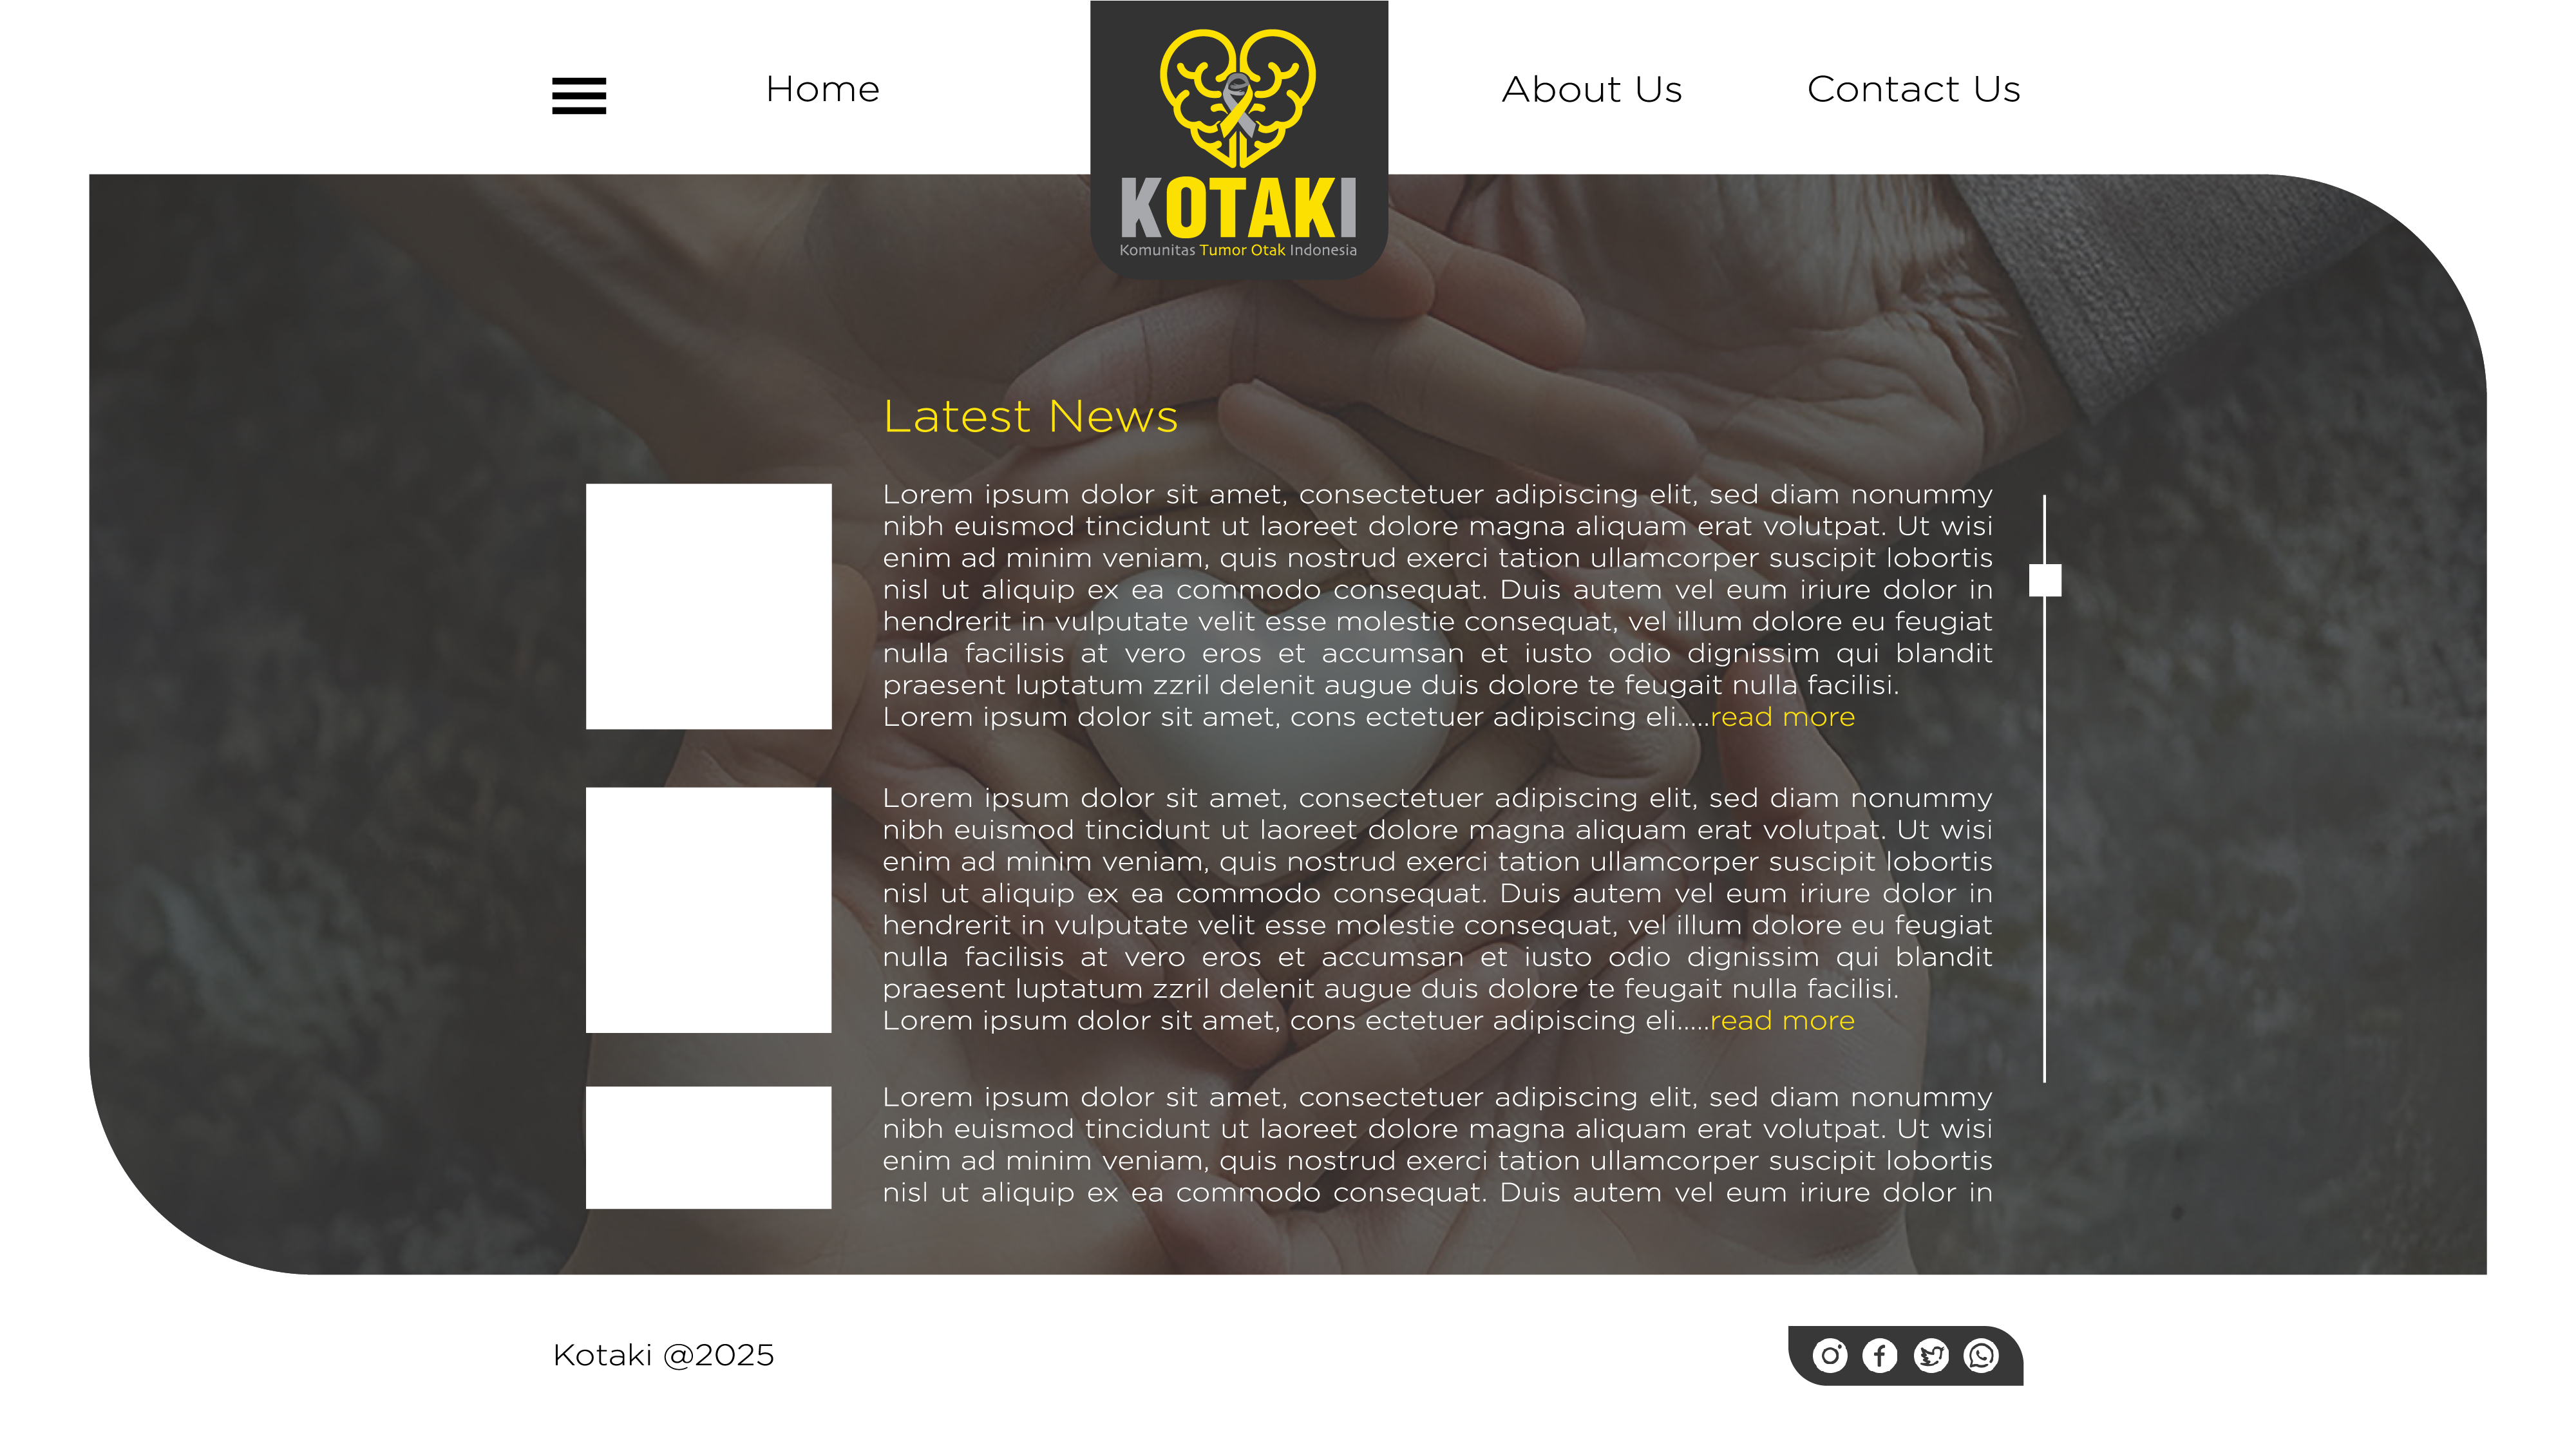 Home
About Us
Contact Us
KOTAKI
Komunitas Tumor Otak Indonesia
Latest News
Lorem ipsum dolor sit amet, consectetuer adipiscing elit, sed diam nonummy
nibh euismod tincidunt ut laoreet dolore magna aliquam erat volutpat. Ut wisi
enim ad minim veniam, quis nostrud exerci tation ullamcorper suscipit lobortis
nisl ut aliquip ex ea commodo consequat. Duis autem vel eum iriure dolor in
hendrerit in vulputate velit esse molestie consequat, vel illum dolore eu feugiat
nulla facilisis at vero eros et accumsan et iusto odio dignissim qui blandit
praesent luptatum zzril delenit augue duis dolore te feugait nulla facilisi.
Lorem ipsum dolor sit amet, cons ectetuer adipiscing eli.....read more
Lorem ipsum dolor sit amet, consectetuer adipiscing elit, sed diam nonummy
nibh euismod tincidunt ut laoreet dolore magna aliquam erat volutpat. Ut wisi
enim ad minim veniam, quis nostrud exerci tation ullamcorper suscipit lobortis
nisl ut aliquip ex ea commodo consequat. Duis autem vel eum iriure dolor in
hendrerit in vulputate velit esse molestie consequat, vel illum dolore eu feugiat
nulla facilisis at vero eros et accumsan et iusto odio dignissim qui blandit
praesent luptatum zzril delenit augue duis dolore te feugait nulla facilisi.
Lorem ipsum dolor sit amet, cons ectetuer adipiscing eli.....read more
Lorem ipsum dolor sit amet, consectetuer adipiscing elit, sed diam nonummy
nibh euismod tincidunt ut laoreet dolore magna aliquam erat volutpat. Ut wisi
enim ad minim veniam, quis nostrud exerci tation ullamcorper suscipit lobortis
nisl ut aliquip ex ea commodo consequat. Duis autem vel eum iriure dolor in
Kotaki @2025